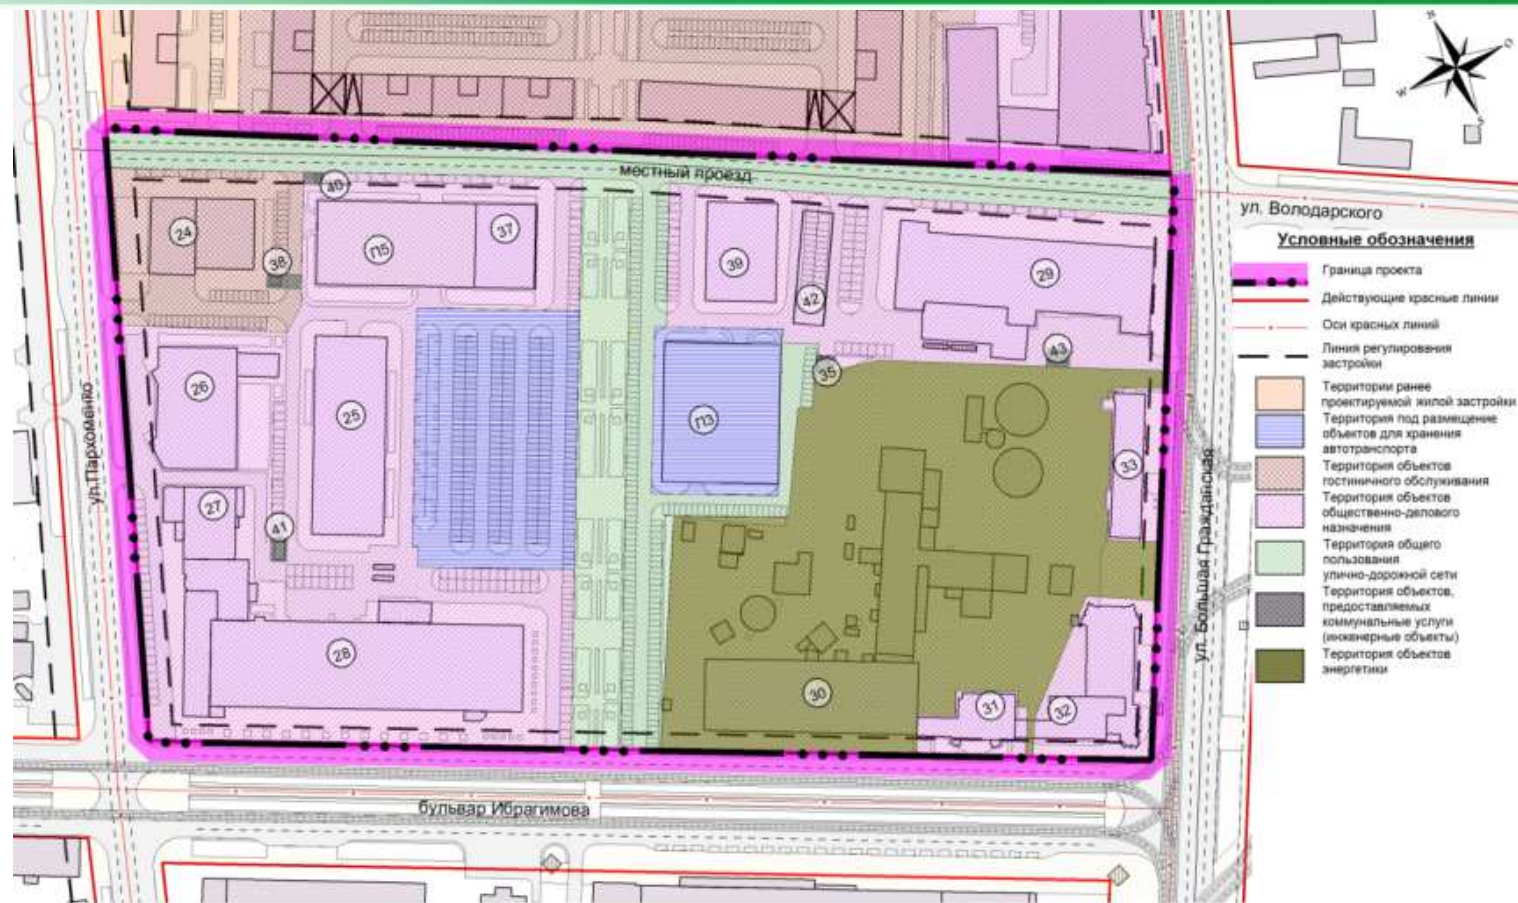 N
O
W
S
местный проезд
ул. Володарского
40
24
П5
37
38
39
42
29
43
26
25
35
П3
33
27
41
28
30
31
32
ул.Пархоменко
ул. Большая Гражданская
бульвар Ибрагимова
Условные обозначения
Граница проекта
Действующие красные линии
Оси красных линий
Линия регулирования
застройки
Территории ранее
проектируемой жилой застройки
Территория под размещение
объектов для хранения
автотранспорта
Территория объектов
гостиничного обслуживания
Территория объектов
общественно-делового
назначения
Территория общего
пользования
улично-дорожной сети
Территория объектов,
предоставляемых
коммунальные услуги
(инженерные объекты)
Территория объектов
энергетики